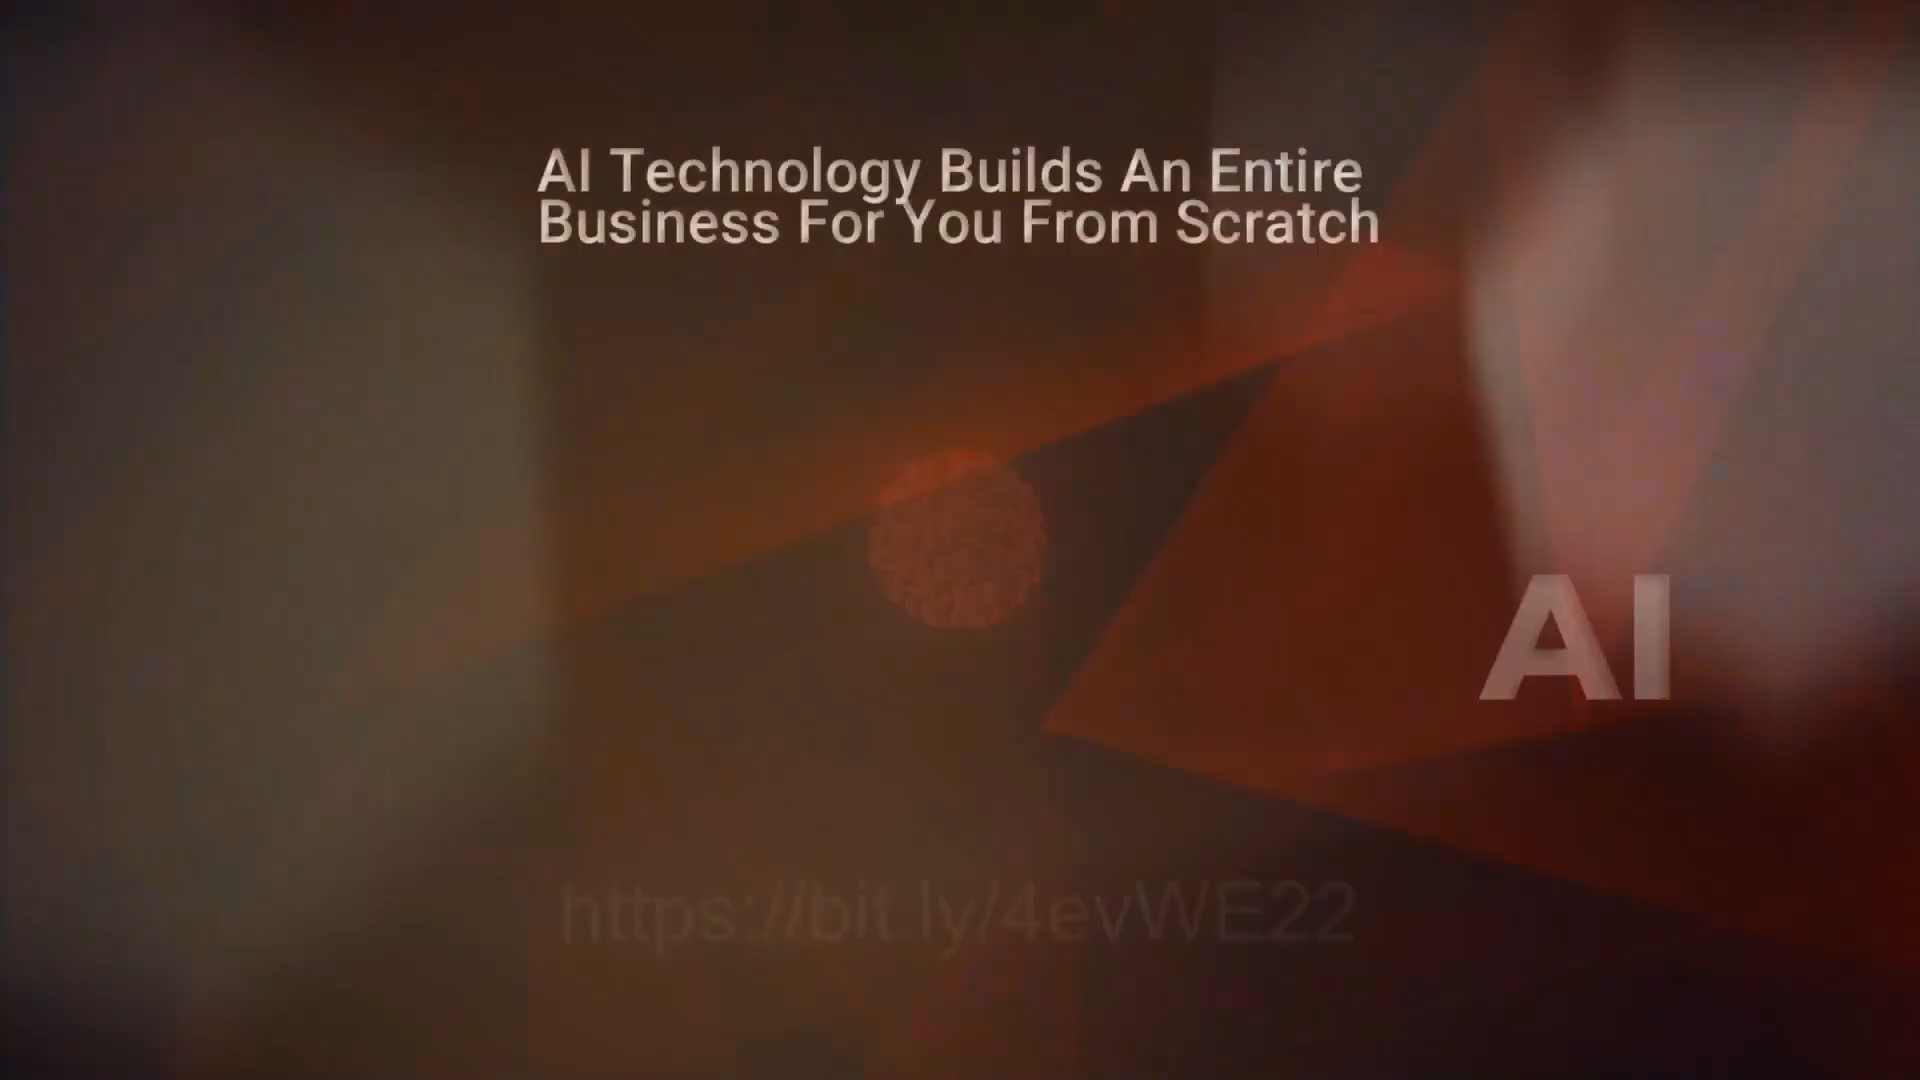 AI Technology Builds An Entire
Business For You From Scratch
AI
https://bit.ly/4evWE22